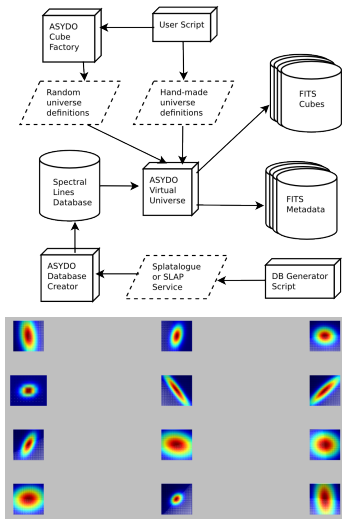 ASYDO
Cube
Factory
User Script
Random
universe
definitions
Hand-made
universe
definitions
FITS
Cubes
Spectral
Lines
Database
ASYDO
Virtual
Universe
FITS
Metadata
ASYDO
Database
Creator
Splatalogue
or SLAP
Service
DB Generator
Script